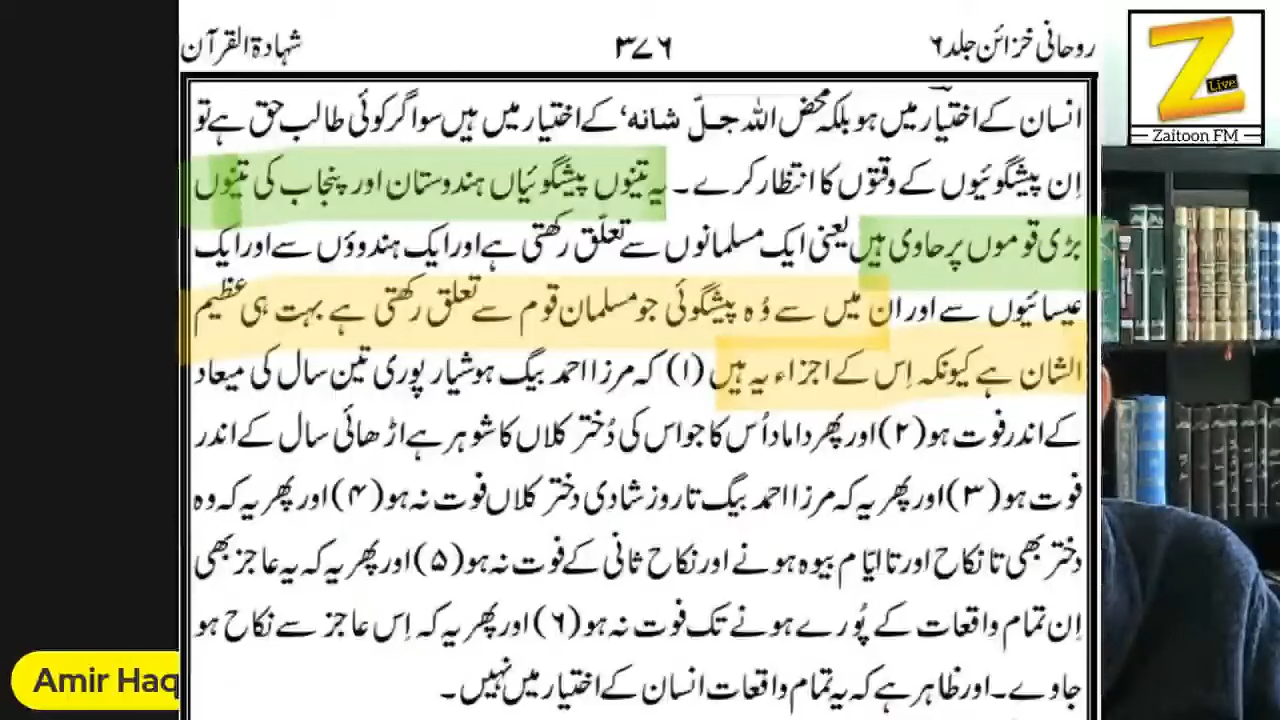 روحانی خزائن جلد ۶
۳۷۶
شہادۃ القرآن
انسان کے اختیار میں ہو بلکہ محض اللہ جلّ شانہ‘ کے اختیار میں ہیں سو اگر کوئی طالب حق ہے تو
اِن پیشگوئیوں کے وقتوں کا انتظار کرے۔ یہ تینوں پیشگوئیاں ہندوستان اور پنجاب کی تینوں
بڑی قوموں پر حاوی ہیں یعنی ایک مسلمانوں سے تعلّق رکھتی ہے اور ایک ہندوؤں سے اور ایک
عیسائیوں سے اور ان میں سے وُہ پیشگوئی جو مسلمان قوم سے تعلق رکھتی ہے بہت ہی عظیم
الشان ہے کیونکہ اِس کے اجزاء یہ ہیں (۱) کہ مرزا احمد بیگ ہوشیار پوری تین سال کی میعاد
کے اندر فوت ہو (۲) اور پھر داماد اُس کا جو اس کی دُختر کلاں کا شوہر ہے اڑھائی سال کے اندر
فوت ہو (۳) اور پھر یہ کہ مرزا احمد بیگ تا روز شادی دختر کلاں فوت نہ ہو (۴) اور پھر یہ کہ وہ
دختر بھی تا نکاح اور تا ایّام بیوہ ہونے اور نکاح ثانی کے فوت نہ ہو (۵) اور پھر یہ کہ یہ عاجز بھی
اِن تمام واقعات کے پُورے ہونے تک فوت نہ ہو (۶) اور پھر یہ کہ اِس عاجز سے نکاح ہو
جاوے۔ اور ظاہر ہے کہ یہ تمام واقعات انسان کے اختیار میں نہیں۔
Z Live
Zaitoon FM
Amir Haq